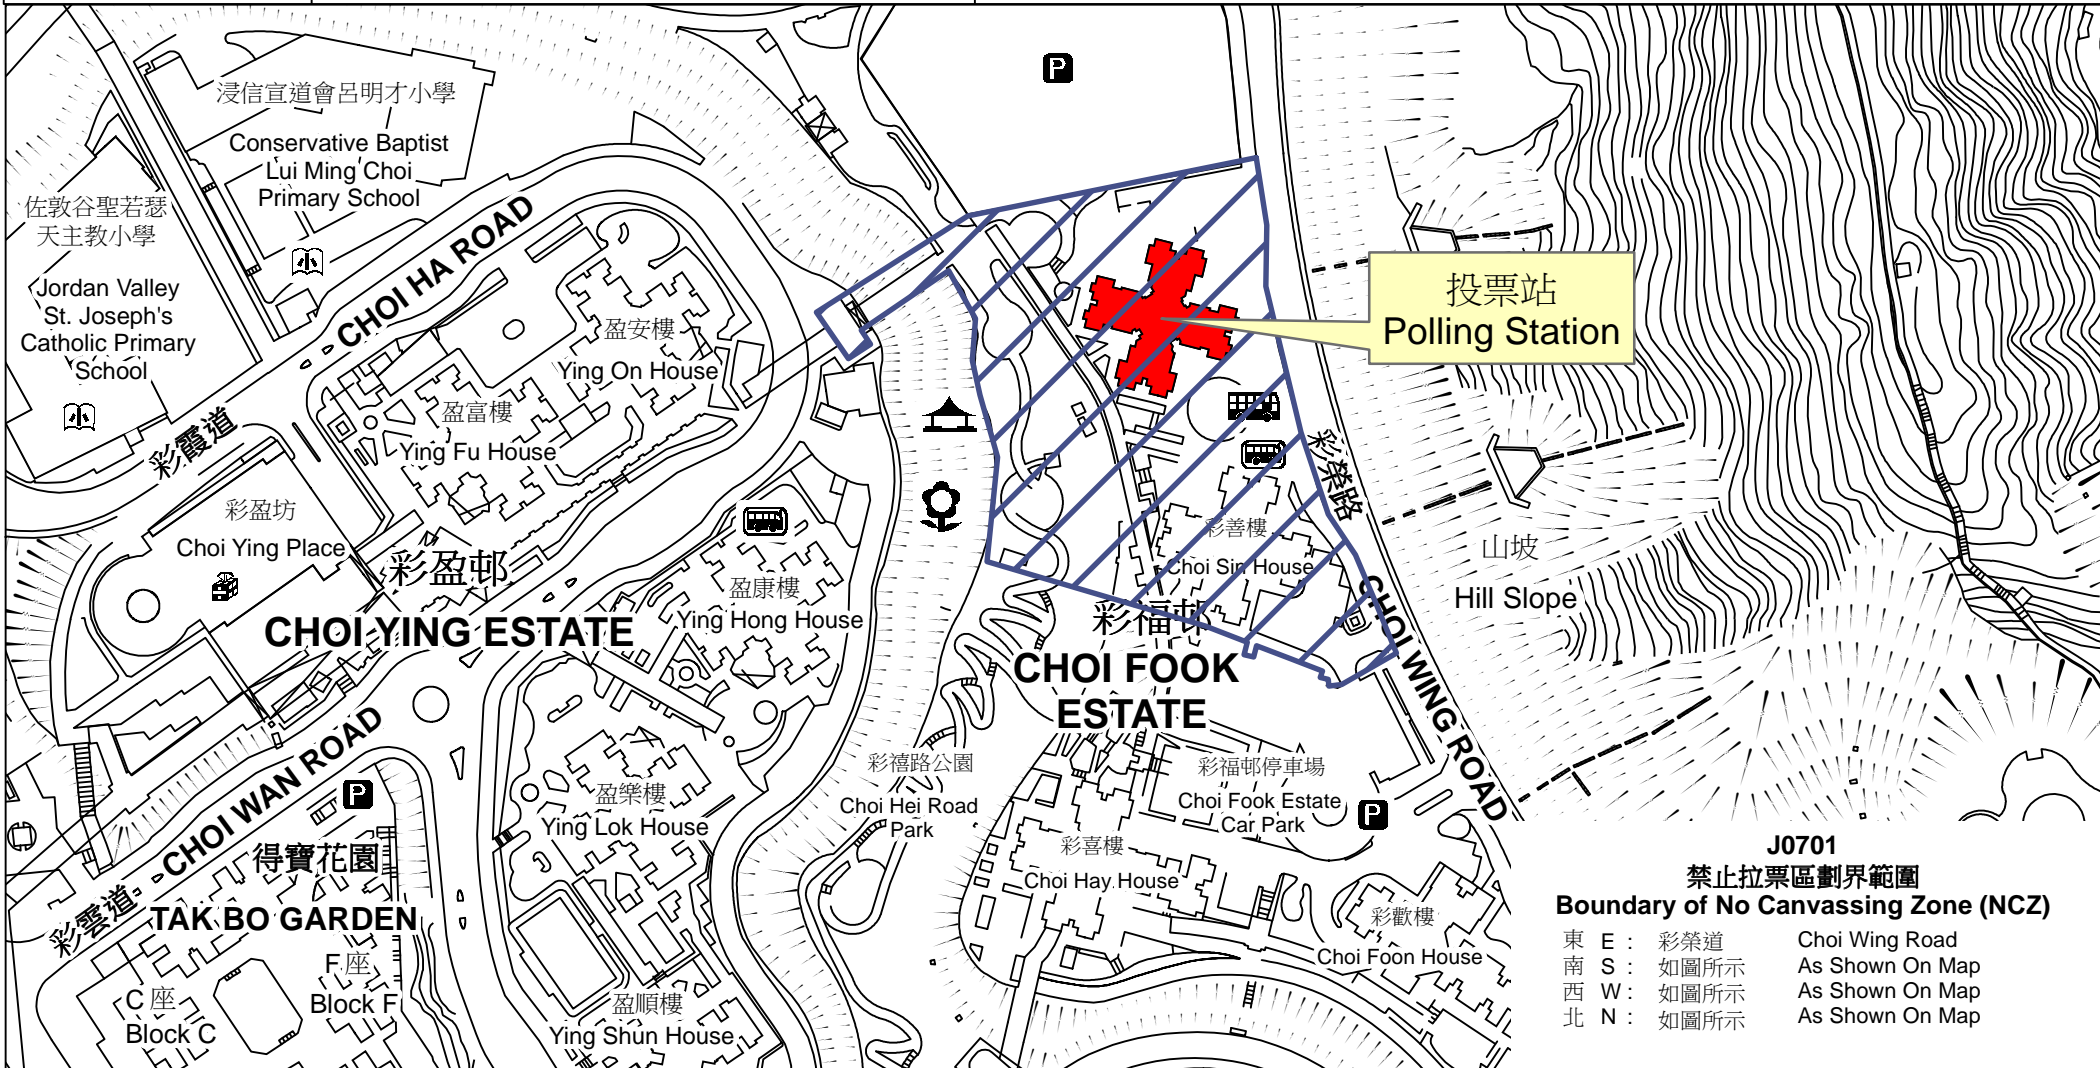 浸信宣道會呂明才小學
Conservative Baptist
Lui Ming Choi
Primary School
佐敦谷聖若瑟
天主教小學
Jordan Valley
St. Joseph's
Catholic Primary
School
小
小
CHOI HA ROAD
彩霞道
盈安樓
Ying On House
盈富樓
Ying Fu House
彩盈坊
Choi Ying Place
彩盈邨
CHOI YING ESTATE
盈康樓
Ying Hong House
CHOI WAN ROAD
彩雲道
P
得寶花園
TAK BO GARDEN
C座
Block C
F座
Block F
盈樂樓
Ying Lok House
盈順樓
Ying Shun House
P
投票站
Polling Station
彩榮路
CHOI WING ROAD
彩善樓
Choi Sin House
彩福邨
CHOI FOOK
ESTATE
山坡
Hill Slope
彩禧路公園
Choi Hei Road
Park
彩福邨停車場
Choi Fook Estate
Car Park
P
彩喜樓
Choi Hay House
彩歡樓
Choi Foon House
J0701
禁止拉票區劃界範圍
Boundary of No Canvassing Zone (NCZ)
東 E : 彩榮道 Choi Wing Road
南 S : 如圖所示 As Shown On Map
西 W : 如圖所示 As Shown On Map
北 N : 如圖所示 As Shown On Map